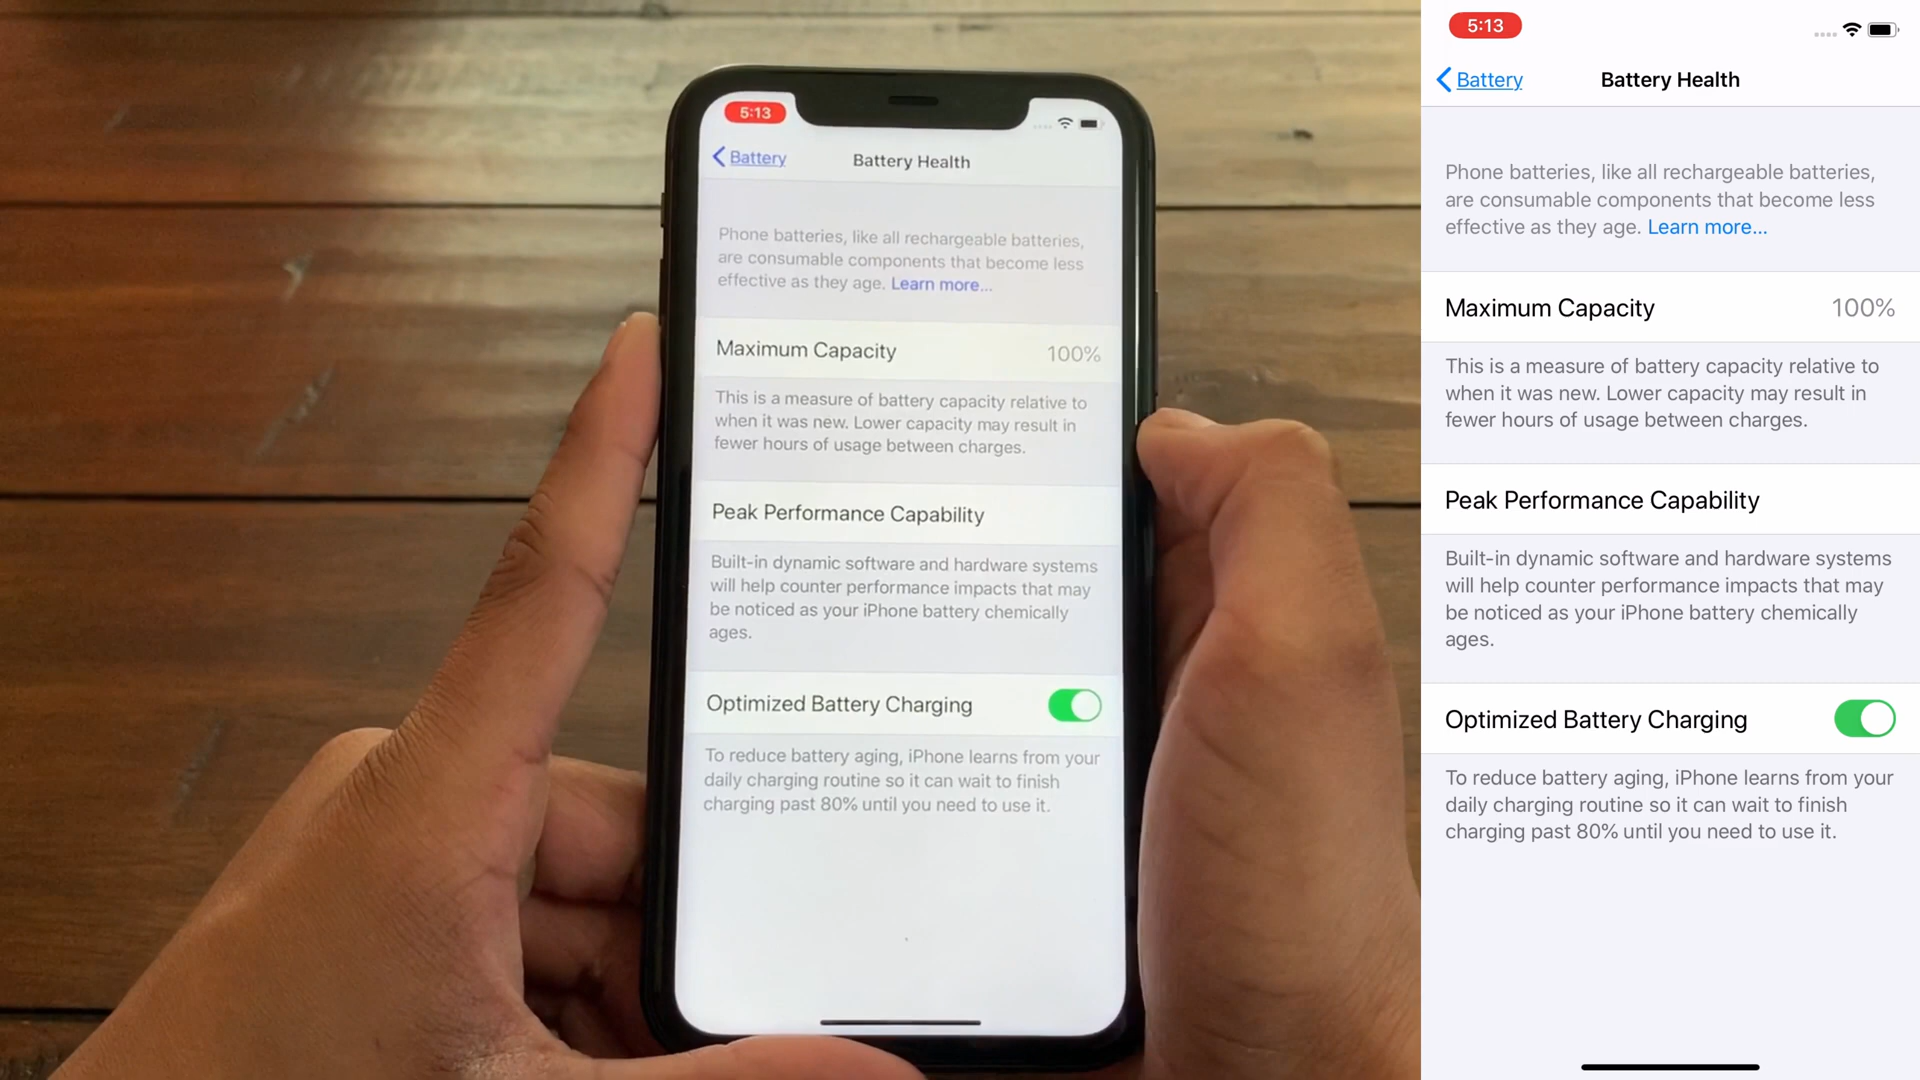 5:13
Battery
Battery Health
Phone batteries, like all rechargeable batteries,
are consumable components that become less
effective as they age. Learn more...
Maximum Capacity
100%
This is a measure of battery capacity relative to
when it was new. Lower capacity may result in
fewer hours of usage between charges.
Peak Performance Capability
Built-in dynamic software and hardware systems
will help counter performance impacts that may
be noticed as your iPhone battery chemically
ages.
Optimized Battery Charging
To reduce battery aging, iPhone learns from your
daily charging routine so it can wait to finish
charging past 80% until you need to use it.
5:13
Battery
Battery Health
Phone batteries, like all rechargeable batteries,
are consumable components that become less
effective as they age. Learn more...
Maximum Capacity
100%
This is a measure of battery capacity relative to
when it was new. Lower capacity may result in
fewer hours of usage between charges.
Peak Performance Capability
Built-in dynamic software and hardware systems
will help counter performance impacts that may
be noticed as your iPhone battery chemically
ages.
Optimized Battery Charging
To reduce battery aging, iPhone learns from your
daily charging routine so it can wait to finish
charging past 80% until you need to use it.